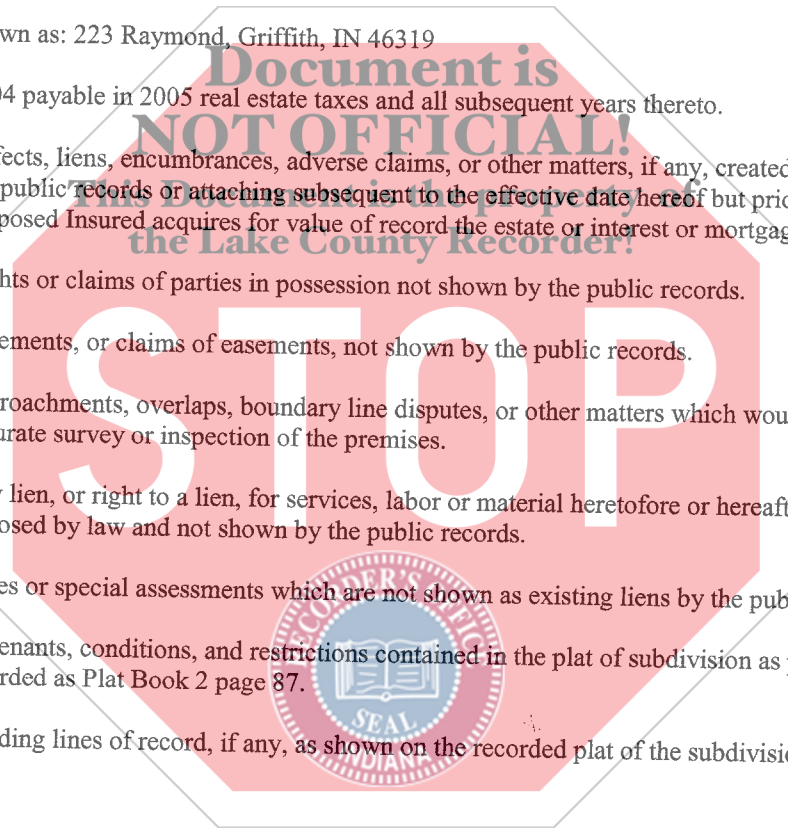 wn as: 223 Raymond, Griffith, IN 46319
Document is
04 payable in 2005 real estate taxes and all subsequent years thereto.
NOT OFFICIAL!
fects, liens, encumbrances, adverse claims, or other matters, if any, created
public records or attaching subsequent to the effective date hereof but pri
This Document is the property of
posed Insured acquires for value of record the estate or interest or mortgag
the Lake County Recorder!
hts or claims of parties in possession not shown by the public records.
STOP
ements, or claims of easements, not shown by the public records.
roachments, overlaps, boundary line disputes, or other matters which wou
urate survey or inspection of the premises.
lien, or right to a lien, for services, labor or material heretofore or hereaft
osed by law and not shown by the public records.
es or special assessments which are not shown as existing liens by the pub
RECORDER'S OFFICE
enants, conditions, and restrictions contained in the plat of subdivision as
rded as Plat Book 2 page 87.
SEAL
INDIANA
ding lines of record, if any, as shown on the recorded plat of the subdivisi